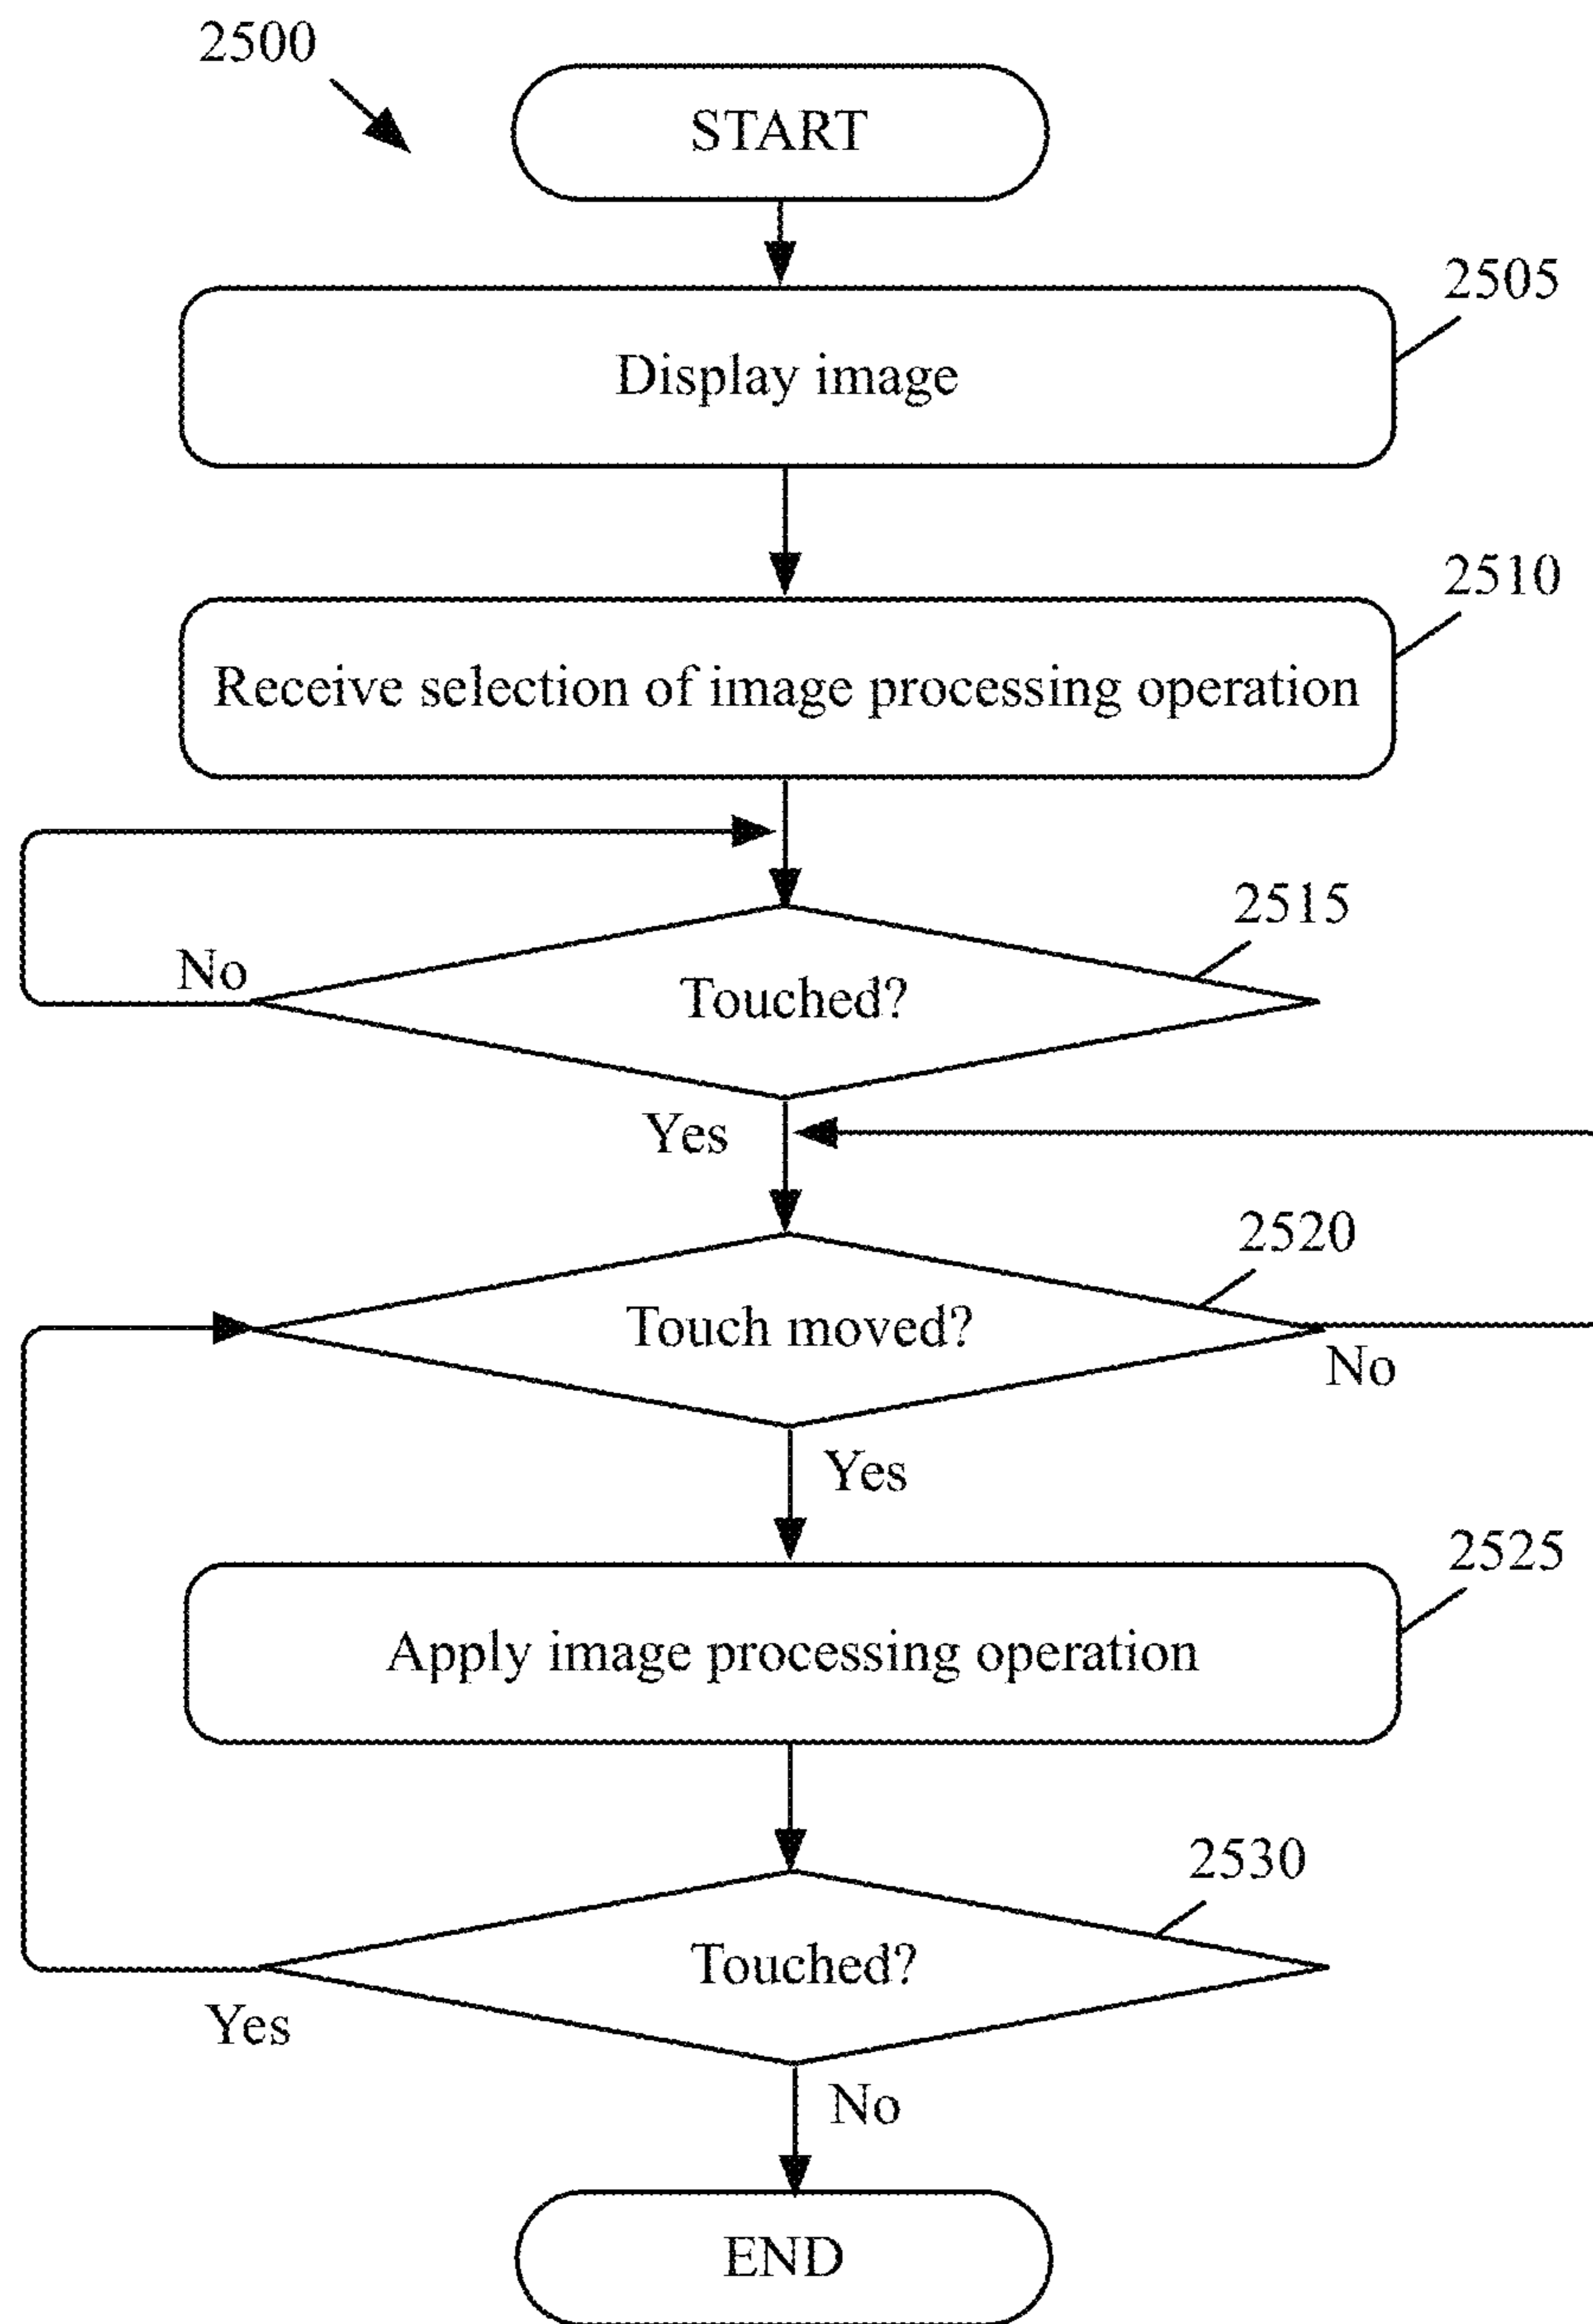 2500
START
2505
Display image
2510
Receive selection of image processing operation
2515
No
Touched?
Yes
2520
Touch moved?
No
Yes
2525
Apply image processing operation
2530
Touched?
Yes
No
END